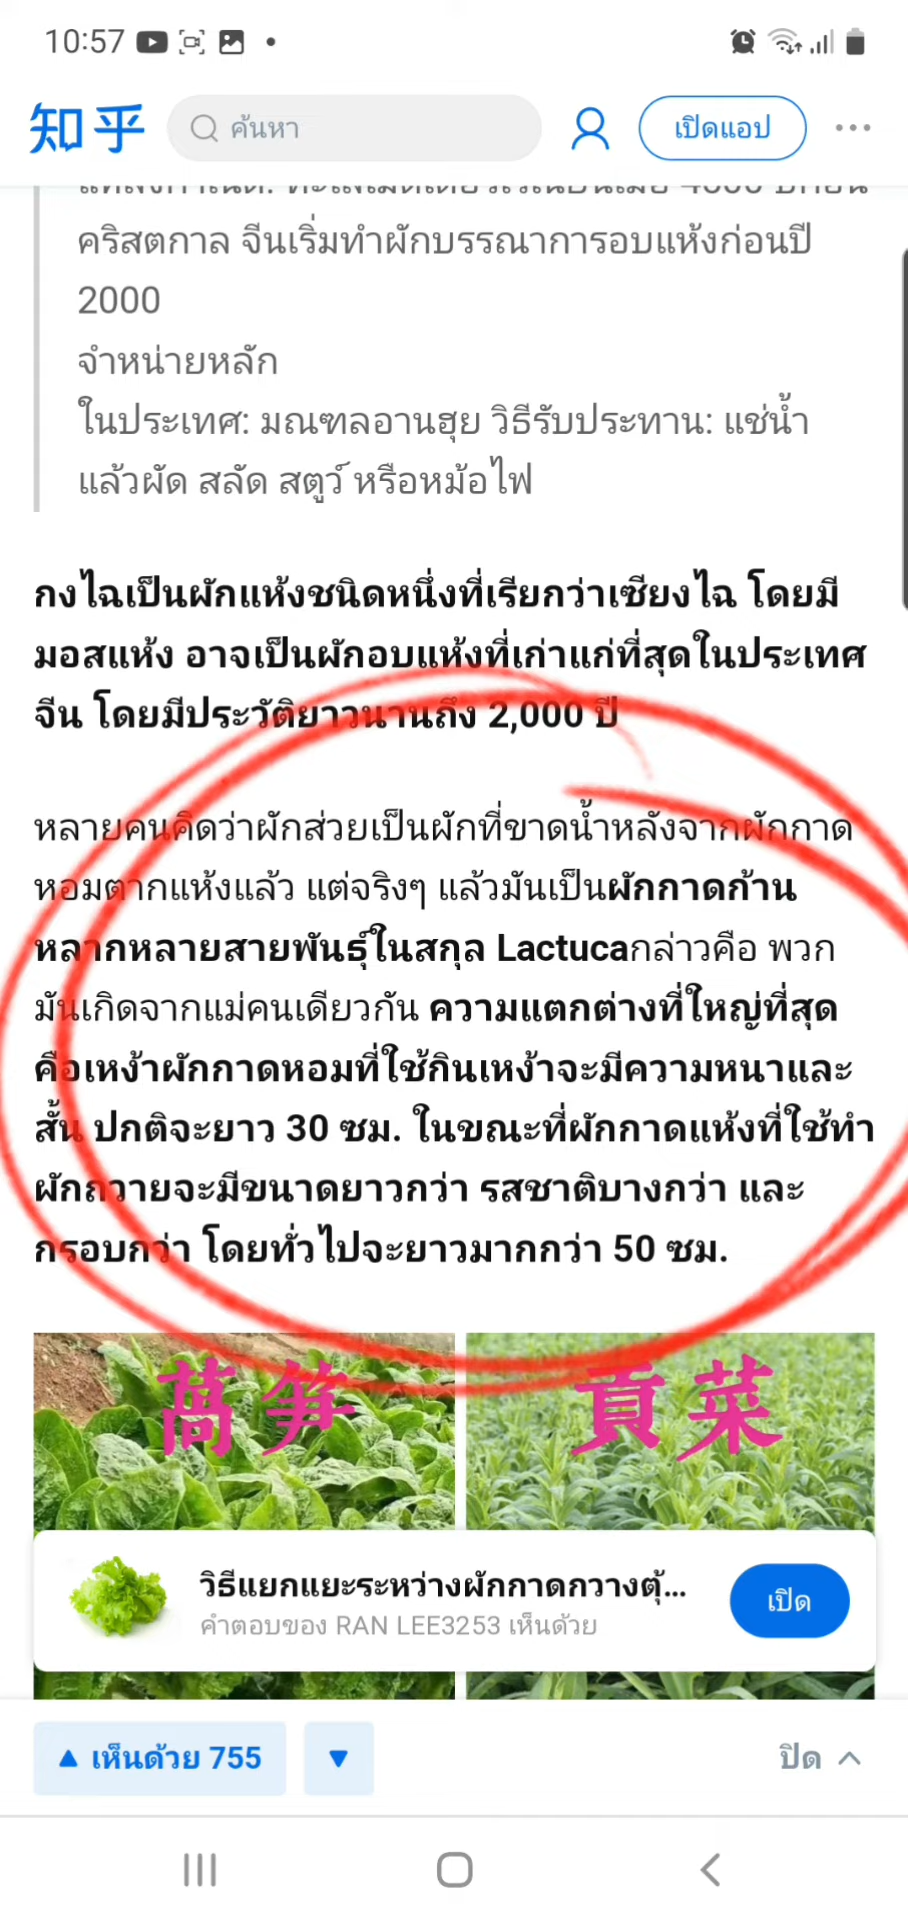 10:57
知乎
ค้นหา
เปิดแอป
คริสตกาล จีนเริ่มทำผักบรรณาการอบแห้งก่อนปี
2000
จำหน่ายหลัก
ในประเทศ: มณฑลอานฮุย วิธีรับประทาน: แช่น้ำ
แล้วผัด สลัด สตูว์ หรือหม้อไฟ
กงไฉเป็นผักแห้งชนิดหนึ่งที่เรียกว่าเซียงไฉ โดยมี
มอสแห้ง อาจเป็นผักอบแห้งที่เก่าแก่ที่สุดในประเทศ
จีน โดยมีประวัติยาวนานถึง 2,000 ปี
หลายคนคิดว่าผักส่วยเป็นผักที่ขาดน้ำหลังจากผักกาด
หอมตากแห้งแล้ว แต่จริงๆ แล้วมันเป็นผักกาดก้าน
หลากหลายสายพันธุ์ในสกุล Lactucaกล่าวคือ พวก
มันเกิดจากแม่คนเดียวกัน ความแตกต่างที่ใหญ่ที่สุด
คือเหง้าผักกาดหอมที่ใช้กินเหง้าจะมีความหนาและ
สั้น ปกติจะยาว 30 ซม. ในขณะที่ผักกาดแห้งที่ใช้ทำ
ผักถวายจะมีขนาดยาวกว่า รสชาติบางกว่า และ
กรอบกว่า โดยทั่วไปจะยาวมากกว่า 50 ซม.
萵笋 貢菜
วิธีแยกแยะระหว่างผักกาดกวางตุ้...
คำตอบของ RAN LEE3253 เห็นด้วย
เปิด
เห็นด้วย 755
ปิด